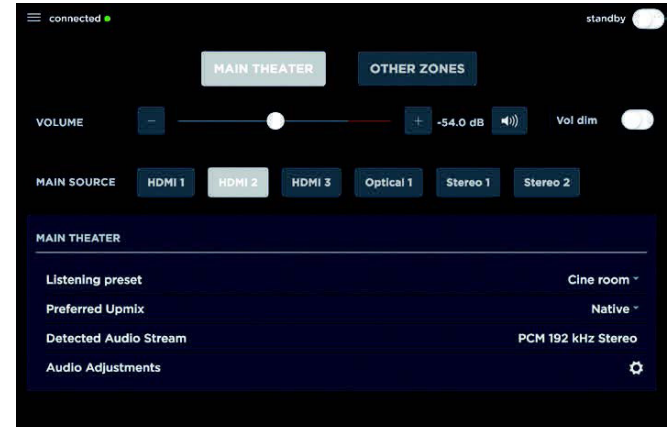 connected
standby
MAIN THEATER OTHER ZONES
VOLUME - + -54.0 dB Vol dim
MAIN SOURCE HDMI 1 HDMI 2 HDMI 3 Optical 1 Stereo 1 Stereo 2
MAIN THEATER
Listening preset Cine room
Preferred Upmix Native
Detected Audio Stream PCM 192 kHz Stereo
Audio Adjustments